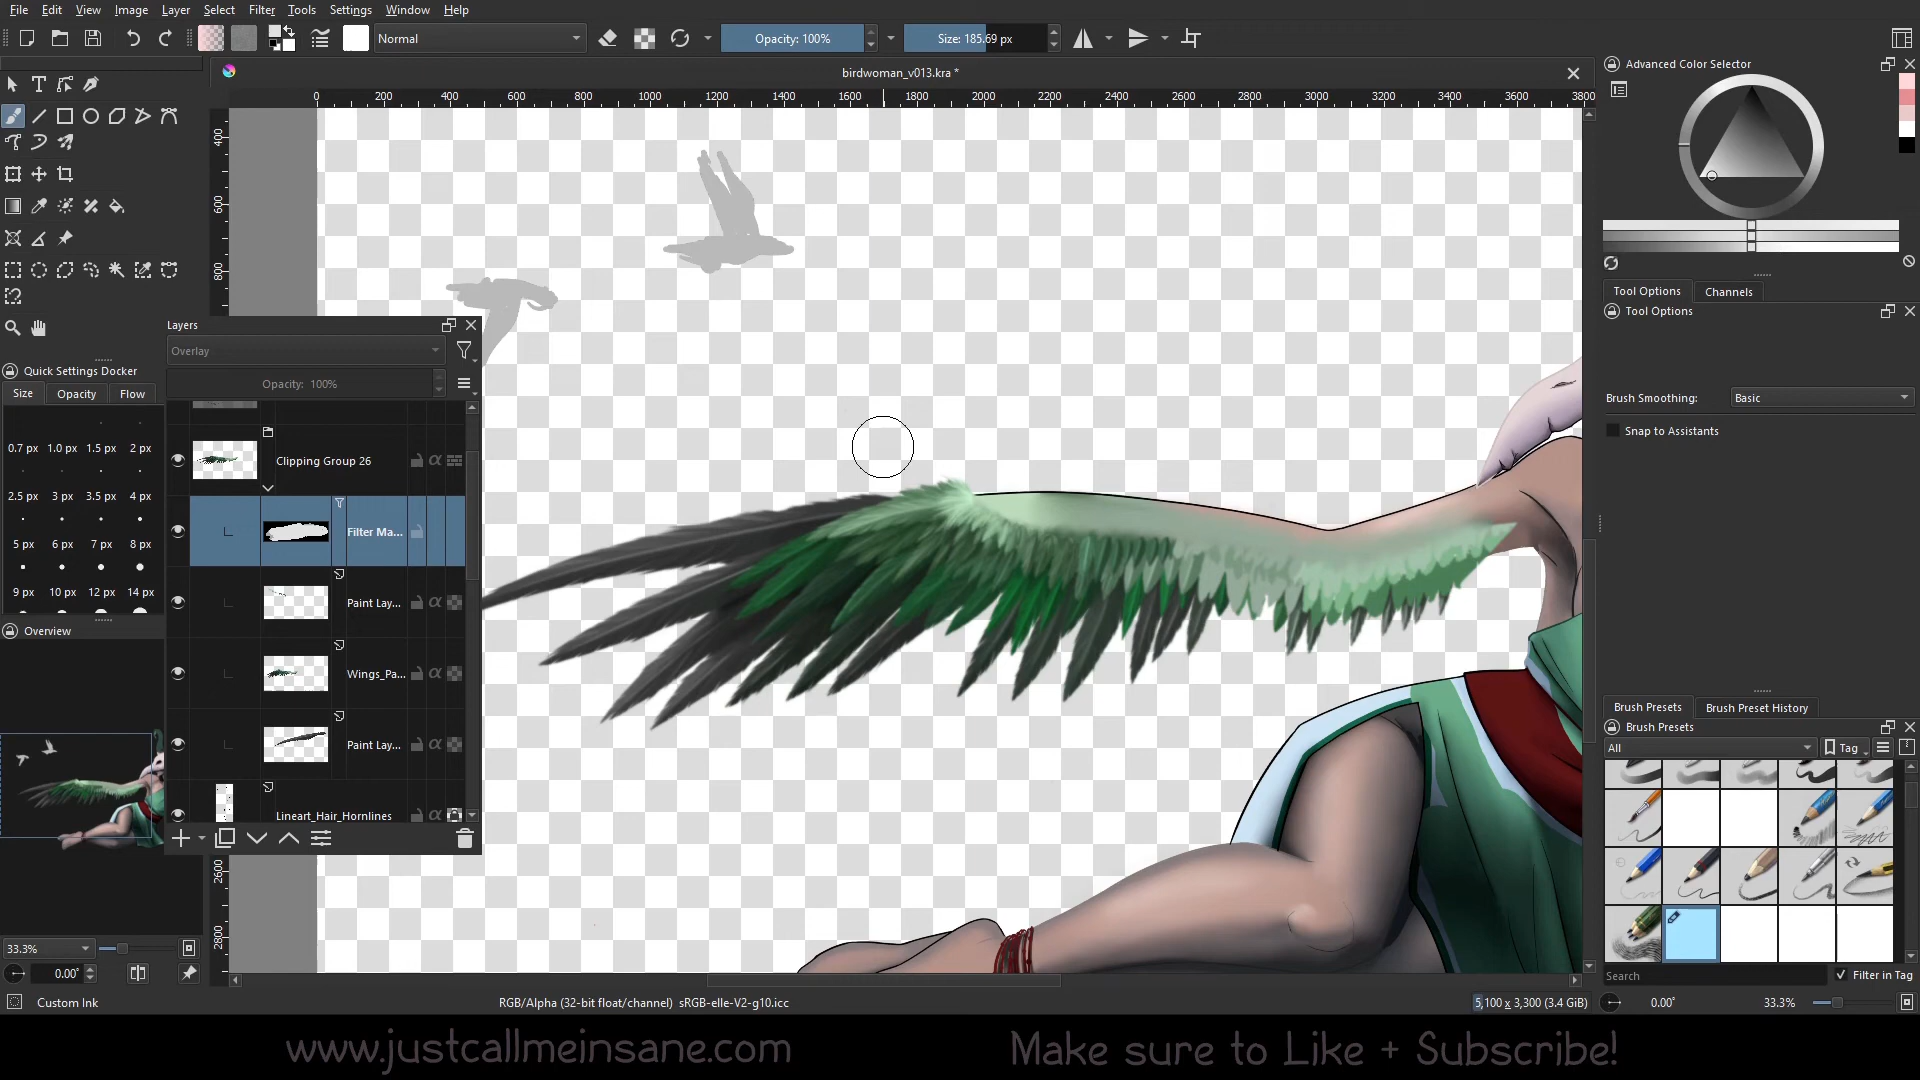 File Edit View Image Layer Select Filter Tools Settings Window Help
Normal Opacity: 100% Size: 185.69 px
birdwoman_v013.kra *
0 200 400 600 800 1000 1200 1400 1600 1800 2000 2200 2400 2600 2800 3000 3200 3400 3600 3800
400
600
800
2600
2800
Layers
Overlay
Opacity: 100%
Clipping Group 26
Filter Ma...
Paint Lay...
Wings_Pa...
Paint Lay...
Lineart_Hair_Hornlines
Quick Settings Docker
Size Opacity Flow
0.7 px 1.0 px 1.5 px 2 px
2.5 px 3 px 3.5 px 4 px
5 px 6 px 7 px 8 px
9 px 10 px 12 px 14 px
Overview
33.3%
0.00°
Custom Ink
RGB/Alpha (32-bit float/channel) sRGB-elle-V2-g10.icc
5,100 x 3,300 (3.4 GiB)
0.00°
33.3%
Advanced Color Selector
Tool Options Channels
Tool Options
Brush Smoothing: Basic
Snap to Assistants
Brush Presets Brush Preset History
Brush Presets
All Tag
Search Filter in Tag
www.justcallmeinsane.com
Make sure to Like + Subscribe!